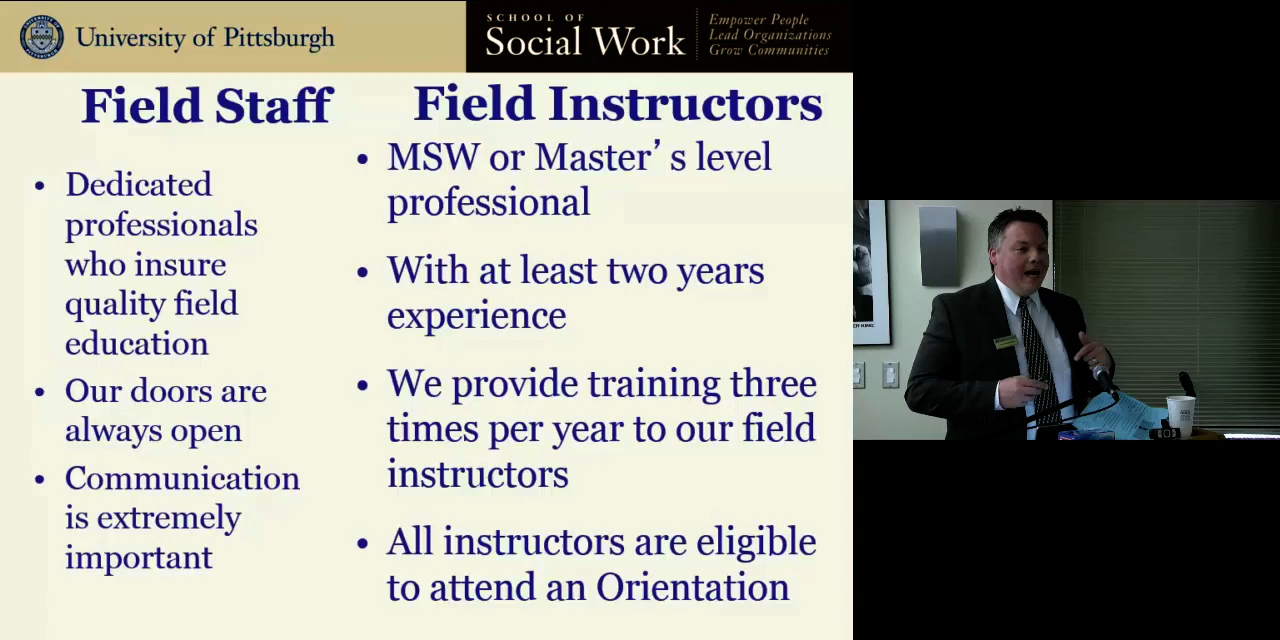 University of Pittsburgh
SCHOOL OF
Social Work
Empower People
Lead Organizations
Grow Communities
Field Staff
• Dedicated
professionals
who insure
quality field
education
• Our doors are
always open
• Communication
is extremely
important
Field Instructors
• MSW or Master’s level
professional
• With at least two years
experience
• We provide training three
times per year to our field
instructors
• All instructors are eligible
to attend an Orientation